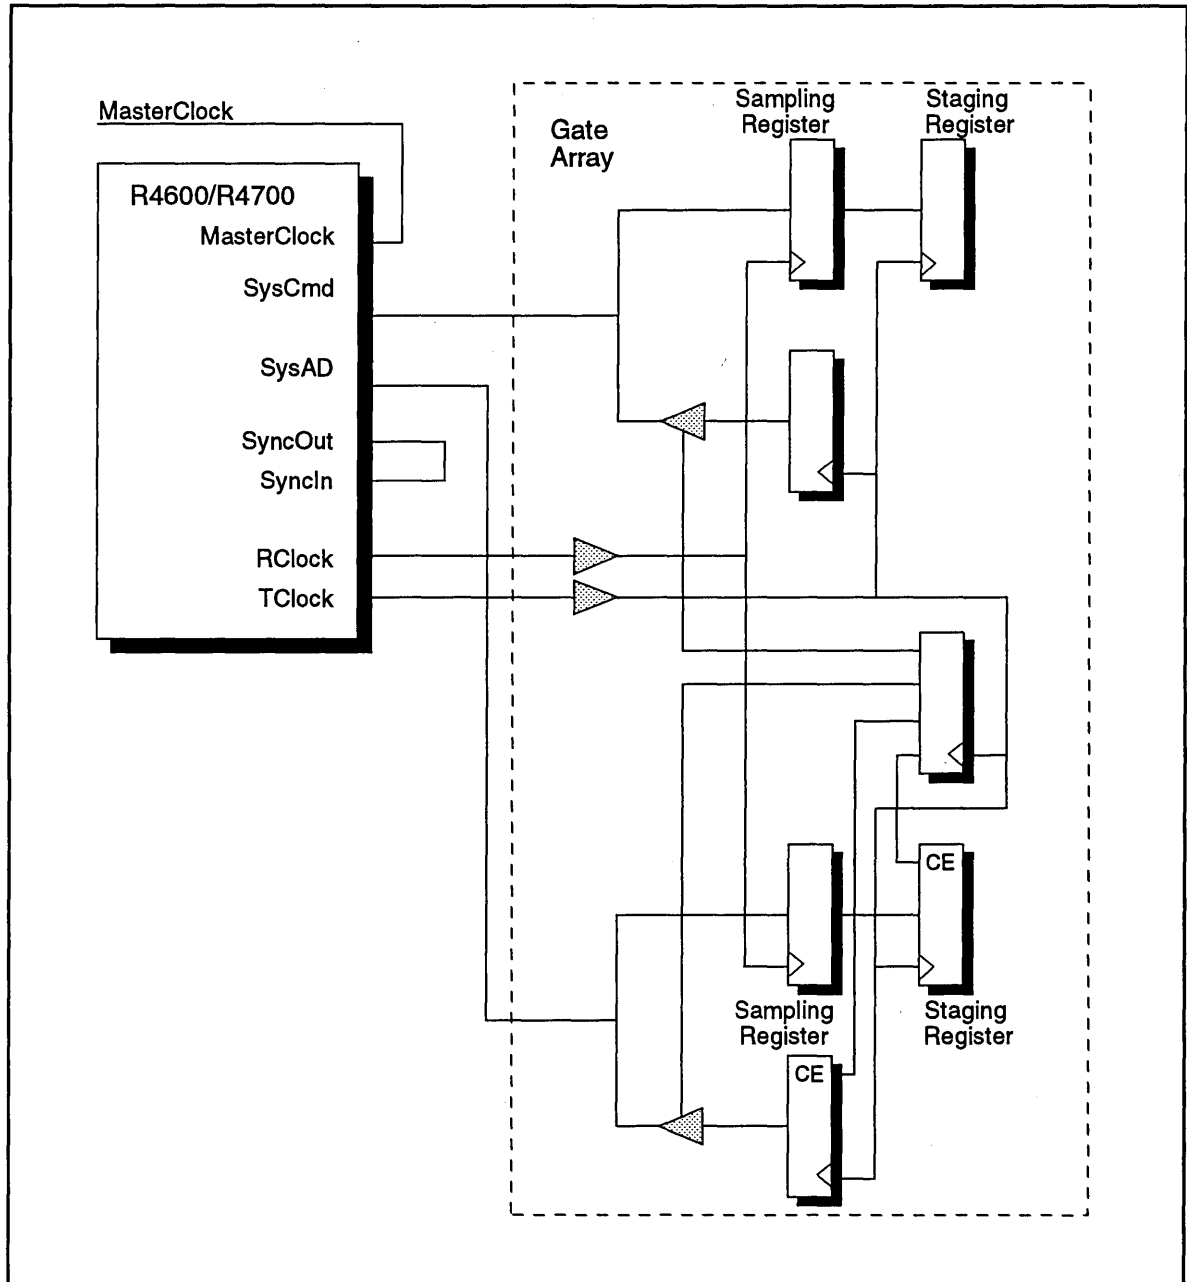 MasterClock
R4600/R4700
MasterClock
SysCmd
SysAD
SyncOut
SyncIn
RClock
TClock
Gate
Array
Sampling
Register
Staging
Register
CE
Sampling
Register
Staging
Register
CE